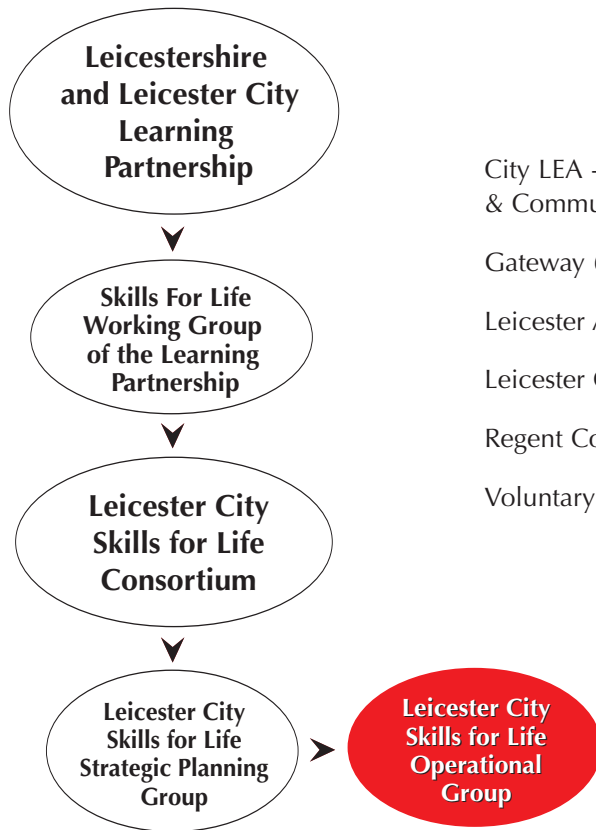 Leicestershire
and Leicester City
Learning
Partnership
Skills For Life
Working Group
of the Learning
Partnership
Leicester City
Skills for Life
Consortium
Leicester City
Skills for Life
Strategic Planning
Group
Leicester City
Skills for Life
Operational
Group
City LEA -
&
Gateway
Leicester
Leicester
Regent
Voluntary